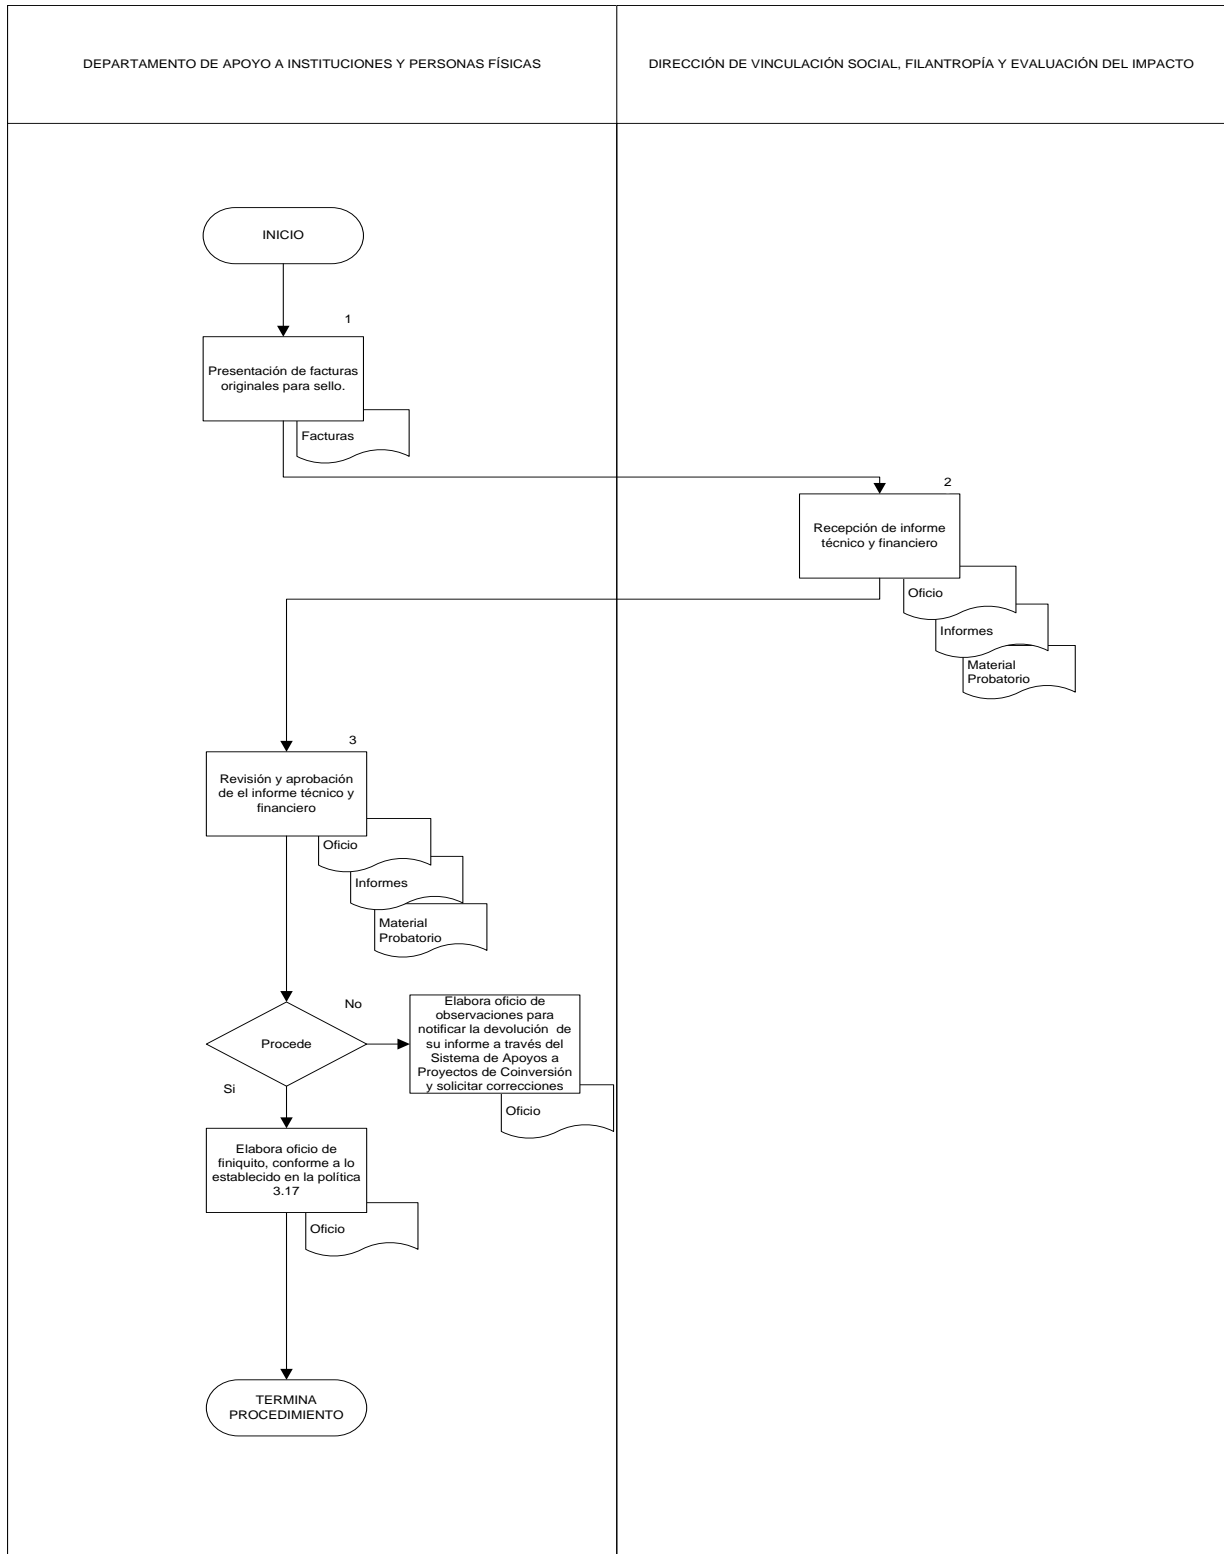 DEPARTAMENTO DE APOYO A INSTITUCIONES Y PERSONAS FÍSICAS
DIRECCIÓN DE VINCULACIÓN SOCIAL, FILANTROPÍA Y EVALUACIÓN DEL IMPACTO
INICIO
1
Presentación de facturas
originales para sello.
Facturas
2
Recepción de informe
técnico y financiero
Oficio
Informes
Material
Probatorio
3
Revisión y aprobación
de el informe técnico y
financiero
Oficio
Informes
Material
Probatorio
Procede
No
Elabora oficio de
observaciones para
notificar la devolución de
su informe a través del
Sistema de Apoyos a
Proyectos de Coinversión
y solicitar correcciones
Oficio
Si
Elabora oficio de
finiquito, conforme a lo
establecido en la política
3.17
Oficio
TERMINA
PROCEDIMIENTO